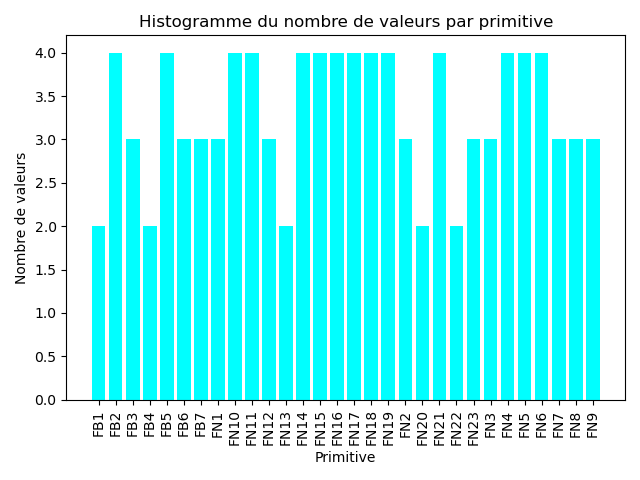 Histogramme du nombre de valeurs par primitive
Nombre de valeurs
4.0
3.5
3.0
2.5
2.0
1.5
1.0
0.5
0.0
FB1 FB2 FB3 FB4 FB5 FB6 FB7 FN1 FN10 FN11 FN12 FN13 FN14 FN15 FN16 FN17 FN18 FN19 FN2 FN20 FN21 FN22 FN23 FN3 FN4 FN5 FN6 FN7 FN8 FN9
Primitive